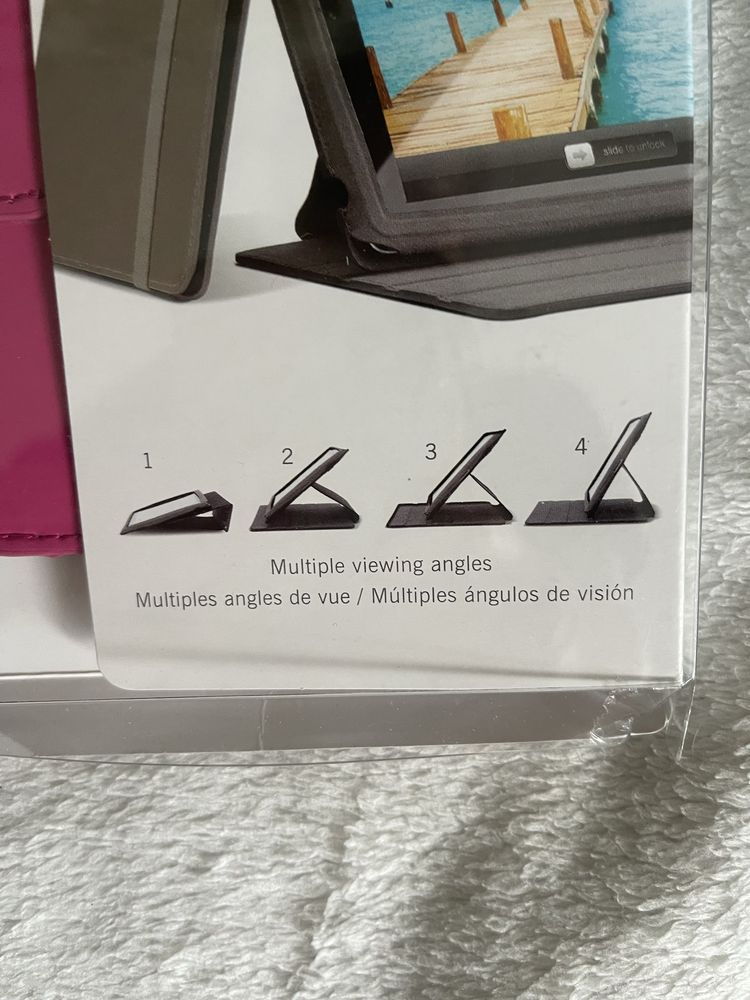 slide to unlock
1 2 3 4
Multiple viewing angles
Multiples angles de vue / Múltiples ángulos de visión